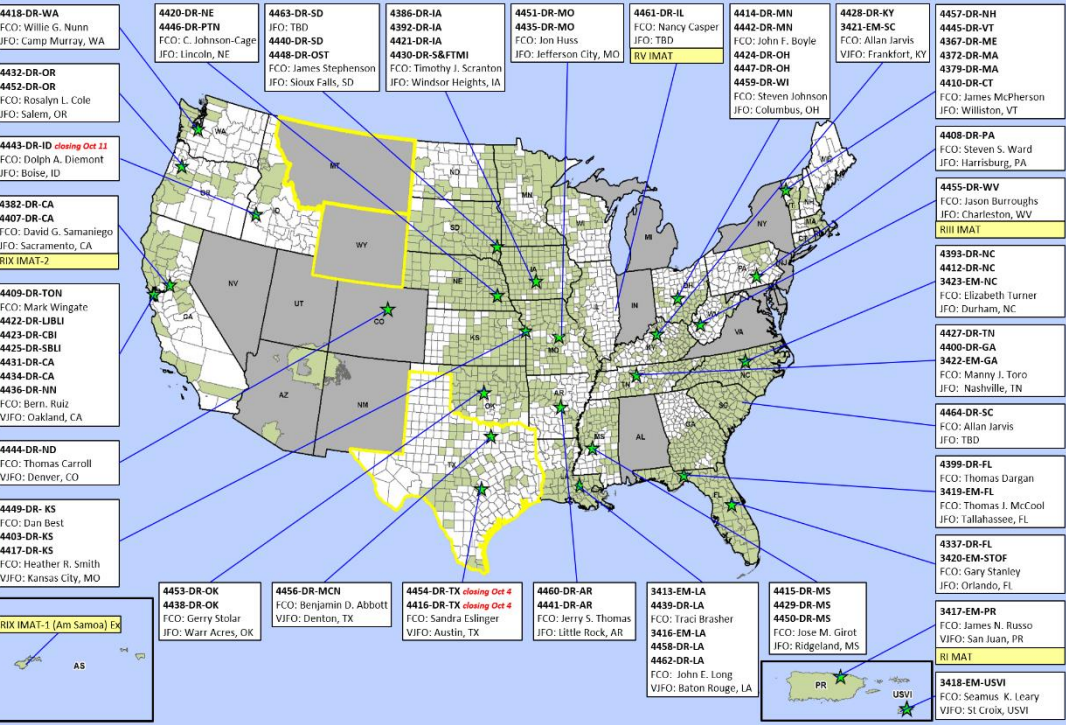 4418-DR-WA
FCO: Willie G. Nunn
JFO: Camp Murray, WA
4432-DR-OR
4452-DR-OR
FCO: Rosalyn L. Cole
JFO: Salem, OR
4443-DR-ID closing Oct 11
FCO: Dolph A. Diemont
JFO: Boise, ID
4382-DR-CA
4407-DR-CA
FCO: David G. Samaniego
JFO: Sacramento, CA
RIX IMAT-2
4409-DR-TON
FCO: Mark Wingate
4422-DR-LJBLI
4423-DR-CBI
4425-DR-SBLI
4431-DR-CA
4434-DR-CA
4436-DR-NN
FCO: Bern. Ruiz
VJFO: Oakland, CA
4444-DR-ND
FCO: Thomas Carroll
VJFO: Denver, CO
4449-DR- KS
FCO: Dan Best
4403-DR-KS
4417-DR-KS
FCO: Heather R. Smith
VJFO: Kansas City, MO
RIX IMAT-1 (Am Samoa) Ex
AS
4420-DR-NE
4446-DR-PTN
FCO: C. Johnson-Cage
JFO: Lincoln, NE
4463-DR-SD
JFO: TBD
4440-DR-SD
4448-DR-OST
FCO: James Stephenson
JFO: Sioux Falls, SD
4386-DR-IA
4392-DR-IA
4421-DR-IA
4430-DR-S&FTMI
FCO: Timothy J. Scranton
JFO: Windsor Heights, IA
4451-DR-MO
4435-DR-MO
FCO: Jon Huss
JFO: Jefferson City, MO
4461-DR-IL
FCO: Nancy Casper
JFO: TBD
RV IMAT
4414-DR-MN
4442-DR-MN
FCO: John F. Boyle
4424-DR-OH
4447-DR-OH
4459-DR-WI
FCO: Steven Johnson
JFO: Columbus, OH
4428-DR-KY
3421-EM-SC
FCO: Allan Jarvis
VJFO: Frankfort, KY
4457-DR-NH
4445-DR-VT
4367-DR-ME
4372-DR-MA
4379-DR-MA
4410-DR-CT
FCO: James McPherson
JFO: Williston, VT
4408-DR-PA
FCO: Steven S. Ward
JFO: Harrisburg, PA
4455-DR-WV
FCO: Jason Burroughs
JFO: Charleston, WV
RIII IMAT
4393-DR-NC
4412-DR-NC
3423-EM-NC
FCO: Elizabeth Turner
JFO: Durham, NC
4427-DR-TN
4400-DR-GA
3422-EM-GA
FCO: Manny J. Toro
JFO: Nashville, TN
4464-DR-SC
FCO: Allan Jarvis
JFO: TBD
4399-DR-FL
FCO: Thomas Dargan
3419-EM-FL
FCO: Thomas J. McCool
JFO: Tallahassee, FL
4337-DR-FL
3420-EM-STOF
FCO: Gary Stanley
JFO: Orlando, FL
3417-EM-PR
FCO: James N. Russo
VJFO: San Juan, PR
RI MAT
3418-EM-USVI
FCO: Seamus K. Leary
VJFO: St Croix, USVI
WA
MT
ND
MN
OR
ID
SD
WI
MI
NY
VT
NH
ME
MA
CT
WY
NE
IA
IL
IN
OH
PA
NJ
NV
UT
CO
KS
MO
KY
WV
VA
CA
AZ
NM
OK
AR
TN
NC
SC
TX
LA
MS
AL
GA
FL
4453-DR-OK
4438-DR-OK
FCO: Gerry Stolar
JFO: Warr Acres, OK
4456-DR-MCN
FCO: Benjamin D. Abbott
VJFO: Denton, TX
4454-DR-TX closing Oct 4
4416-DR-TX closing Oct 4
FCO: Sandra Eslinger
VJFO: Austin, TX
4460-DR-AR
4441-DR-AR
FCO: Jerry S. Thomas
JFO: Little Rock, AR
3413-EM-LA
4439-DR-LA
FCO: Traci Brasher
3416-EM-LA
4458-DR-LA
4462-DR-LA
FCO: John E. Long
VJFO: Baton Rouge, LA
4415-DR-MS
4429-DR-MS
4450-DR-MS
FCO: Jose M. Girot
JFO: Ridgeland, MS
PR
USVI